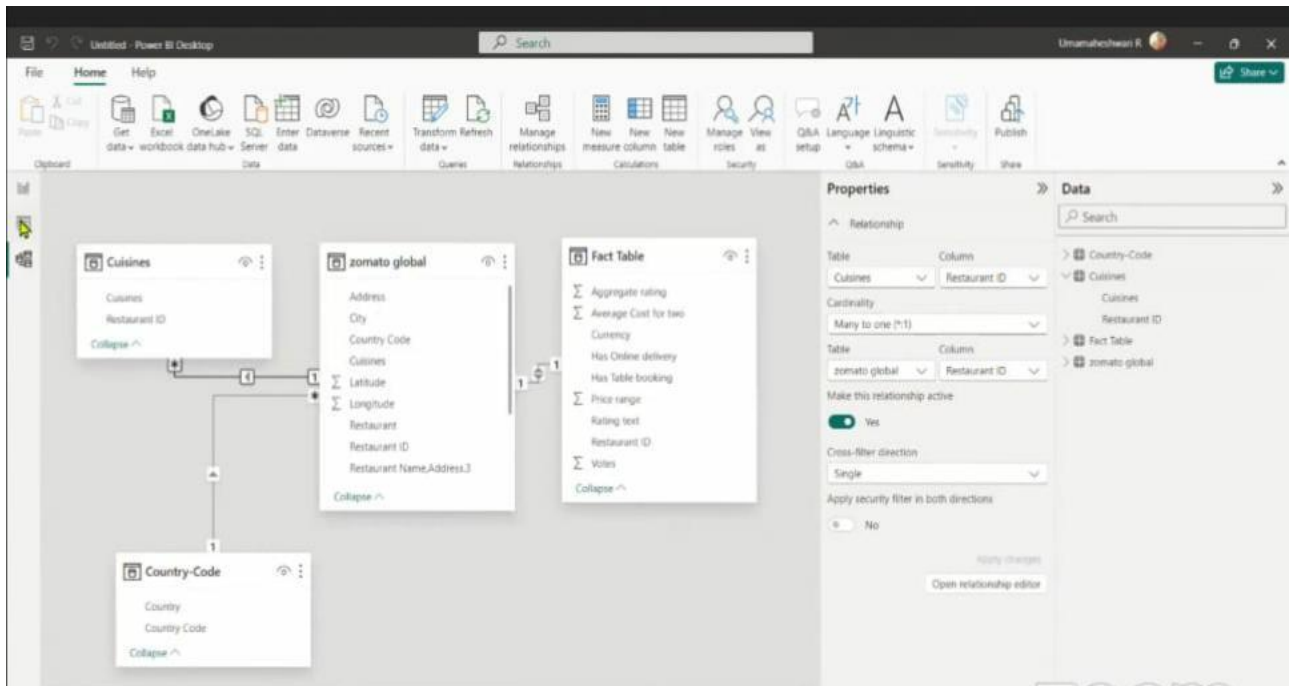 Untitled - Power BI Desktop
Search
Umamaheshwari R
File Home Help
Share
Paste
Cut
Copy
Get data
Excel workbook
OneLake data hub
SQL Server
Enter data
Dataverse
Recent sources
Transform data
Refresh
Manage relationships
New measure
New column
New table
Manage roles
View as
Q&A setup
Language
Linguistic schema
Sensitivity
Publish
Clipboard
Data
Queries
Relationships
Calculations
Security
Q&A
Sensitivity
Share
Cuisines
Cuisines
Restaurant ID
Collapse
zomato global
Address
City
Country Code
Cuisines
Σ Latitude
Σ Longitude
Restaurant
Restaurant ID
Restaurant Name,Address.3
Collapse
Fact Table
Σ Aggregate rating
Σ Average Cost for two
Currency
Has Online delivery
Has Table booking
Σ Price range
Rating text
Restaurant ID
Σ Votes
Collapse
*
1
1
1
*
1
Country-Code
Country
Country Code
Collapse
Properties
Relationship
Table Column
Cuisines Restaurant ID
Cardinality
Many to one (*:1)
Table Column
zomato global Restaurant ID
Make this relationship active
Yes
Cross-filter direction
Single
Apply security filter in both directions
No
Apply changes
Open relationship editor
Data
Search
Country-Code
Cuisines
Cuisines
Restaurant ID
Fact Table
zomato global